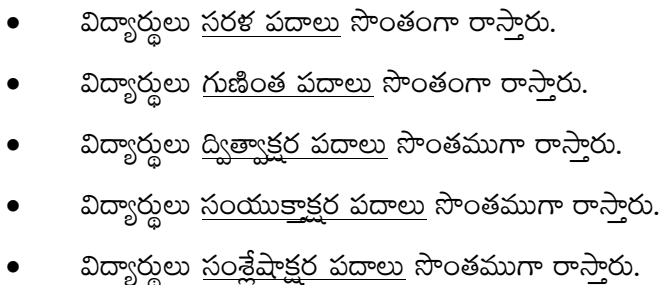 • విద్యార్థులు సరళ పదాలు సొంతంగా రాస్తారు.
• విద్యార్థులు గుణింత పదాలు సొంతంగా రాస్తారు.
• విద్యార్థులు ద్విత్వాక్షర పదాలు సొంతముగా రాస్తారు.
• విద్యార్థులు సంయుక్తాక్షర పదాలు సొంతముగా రాస్తారు.
• విద్యార్థులు సంశ్లేషాక్షర పదాలు సొంతముగా రాస్తారు.